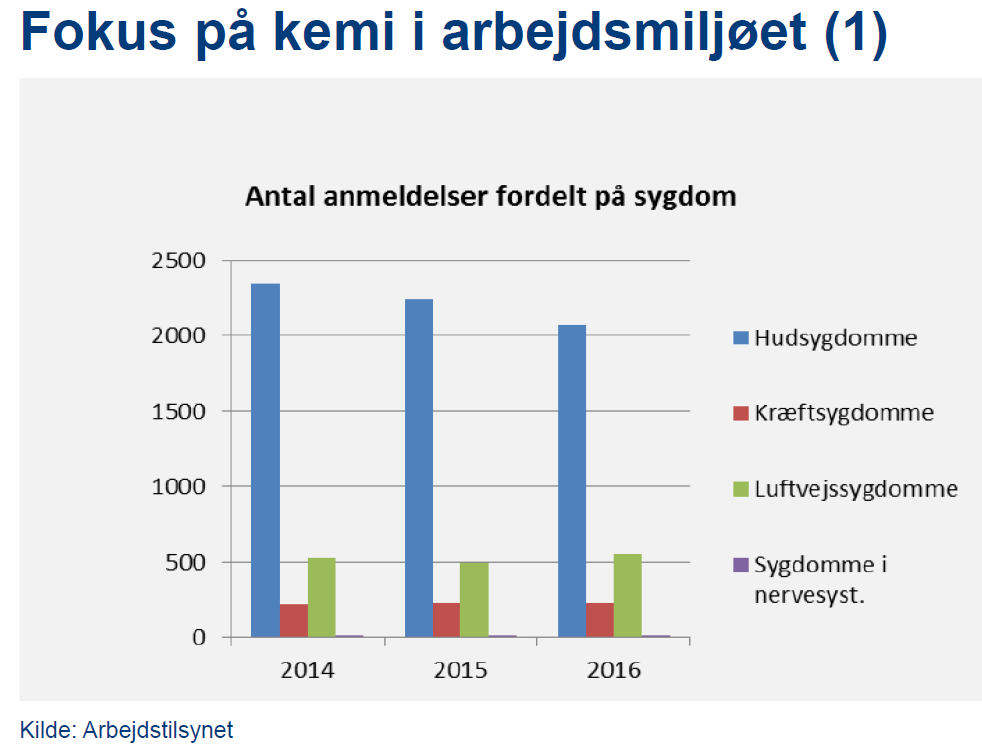 Fokus på kemi i arbejdsmiljøet (1)
Antal anmeldelser fordelt på sygdom
2500
2000
1500
1000
500
0
2014
2015
2016
Hudsygdomme
Kræftsygdomme
Luftvejssygdomme
Sygdomme i
nervesyst.
Kilde: Arbejdstilsynet